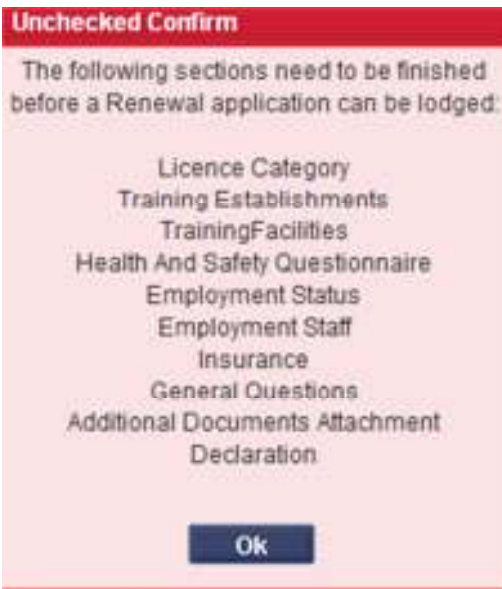 Unchecked Confirm
The following sections need to be finished
before a Renewal application can be lodged:
Licence Category
Training Establishments
TrainingFacilities
Health And Safety Questionnaire
Employment Status
Employment Staff
Insurance
General Questions
Additional Documents Attachment
Declaration
Ok